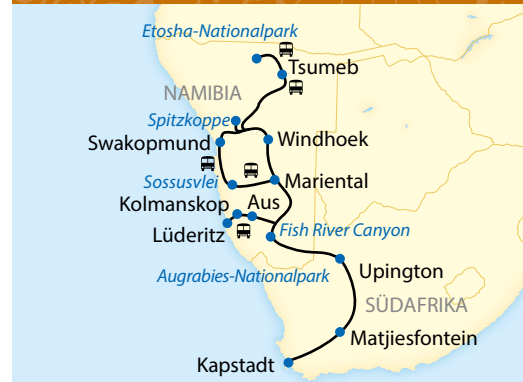 Etosha-Nationalpark
Tsumeb
NAMIBIA
Spitzkoppe
Swakopmund
Windhoek
Sossusvlei
Mariental
Kolmanskop
Aus
Lüderitz
Fish River Canyon
Augrabies-Nationalpark
Upington
SÜDAFRIKA
Matjiesfontein
Kapstadt